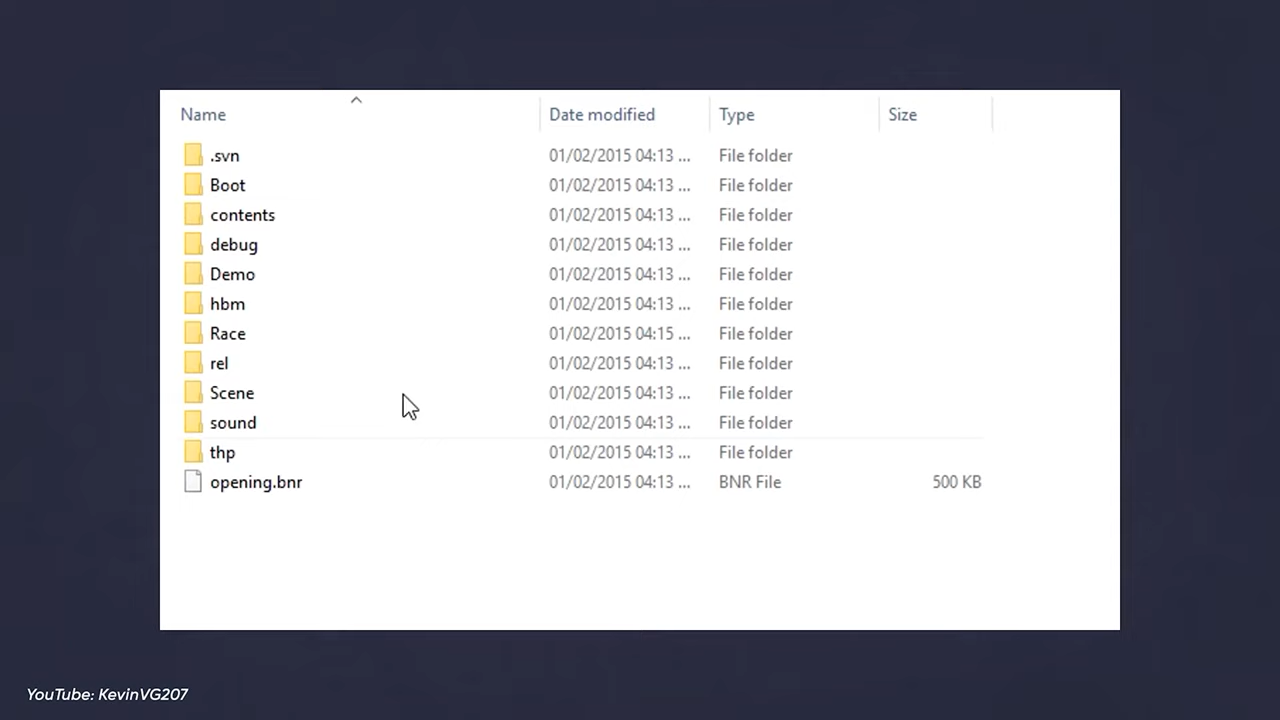 Name Date modified Type Size
.svn 01/02/2015 04:13 ... File folder
Boot 01/02/2015 04:13 ... File folder
contents 01/02/2015 04:13 ... File folder
debug 01/02/2015 04:13 ... File folder
Demo 01/02/2015 04:13 ... File folder
hbm 01/02/2015 04:13 ... File folder
Race 01/02/2015 04:15 ... File folder
rel 01/02/2015 04:13 ... File folder
Scene 01/02/2015 04:13 ... File folder
sound 01/02/2015 04:13 ... File folder
thp 01/02/2015 04:13 ... File folder
opening.bnr 01/02/2015 04:13 ... BNR File 500 KB
YouTube: KevinVG207